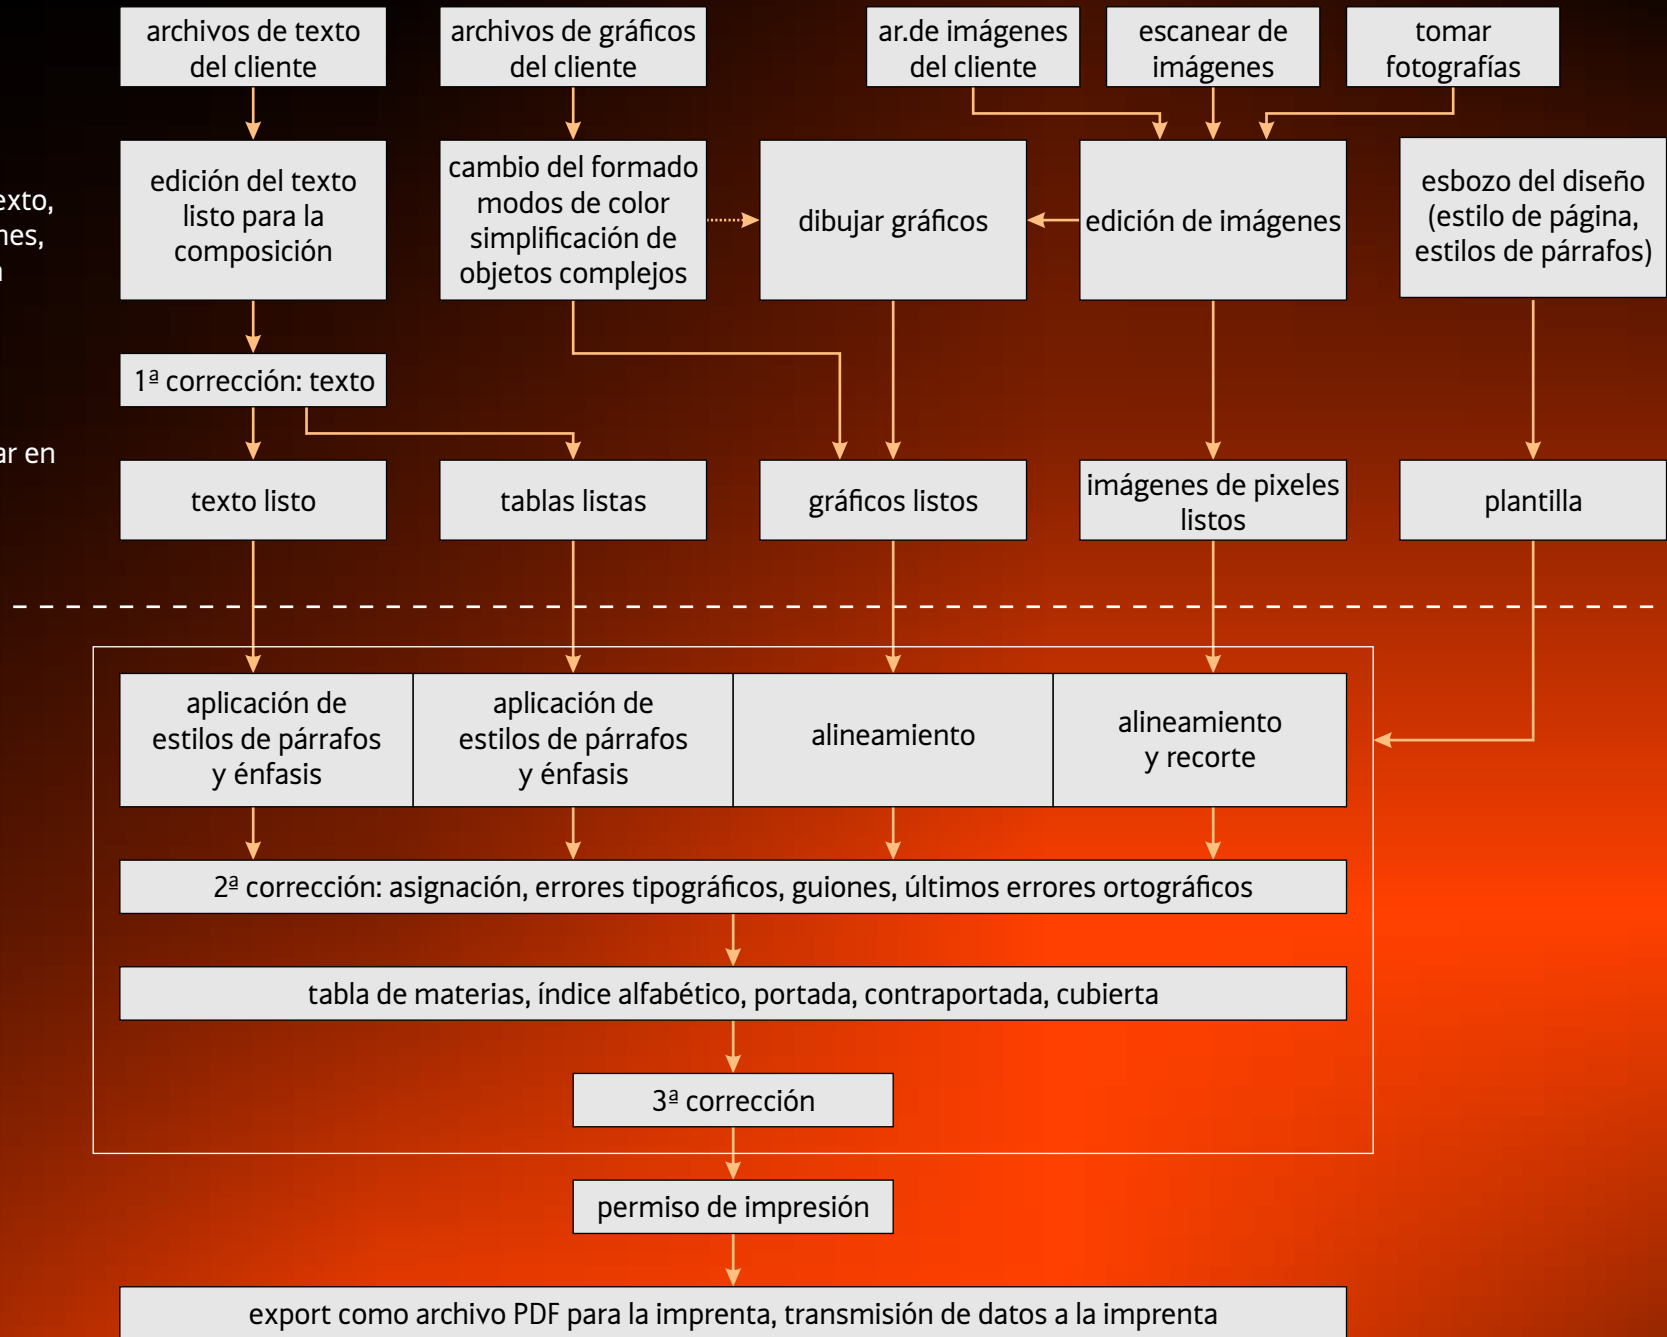 archivos de texto
del cliente
archivos de gráficos
del cliente
ar.de imágenes
del cliente
escanear de
imágenes
tomar
fotografías
edición del texto
listo para la
composición
cambio del formado
modos de color
simplificación de
objetos complejos
dibujar gráficos
edición de imágenes
esbozo del diseño
(estilo de página,
estilos de párrafos)
1ª corrección: texto
ar en
texto listo
tablas listas
gráficos listos
imágenes de pixeles
listos
plantilla
aplicación de
estilos de párrafos
y énfasis
aplicación de
estilos de párrafos
y énfasis
alineamiento
alineamiento
y recorte
2ª corrección: asignación, errores tipográficos, guiones, últimos errores ortográficos
tabla de materias, índice alfabético, portada, contraportada, cubierta
3ª corrección
permiso de impresión
export como archivo PDF para la imprenta, transmisión de datos a la imprenta